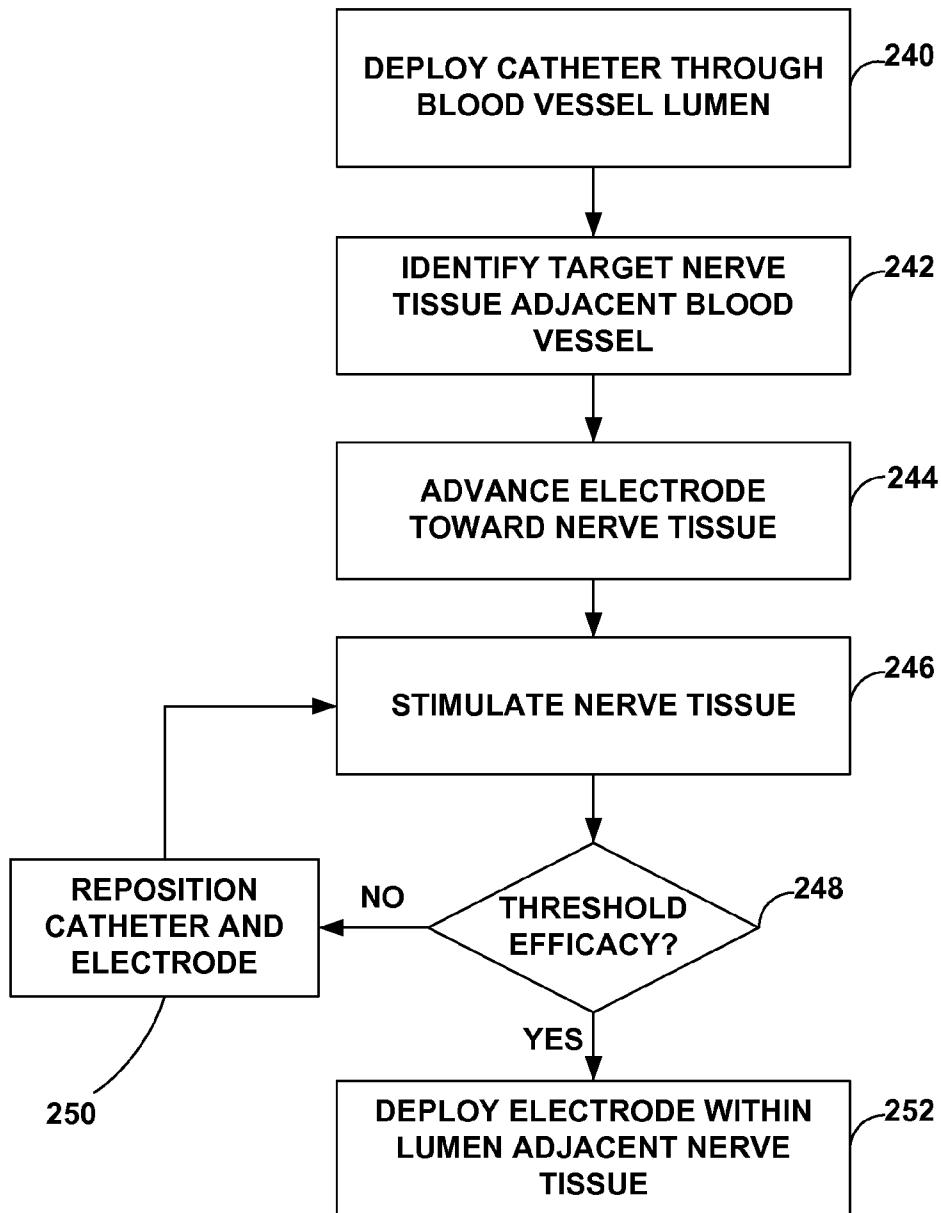 DEPLOY CATHETER THROUGH
BLOOD VESSEL LUMEN
240
IDENTIFY TARGET NERVE
TISSUE ADJACENT BLOOD
VESSEL
242
ADVANCE ELECTRODE
TOWARD NERVE TISSUE
244
STIMULATE NERVE TISSUE
246
THRESHOLD
EFFICACY?
248
NO
REPOSITION
CATHETER AND
ELECTRODE
250
YES
DEPLOY ELECTRODE WITHIN
LUMEN ADJACENT NERVE
TISSUE
252